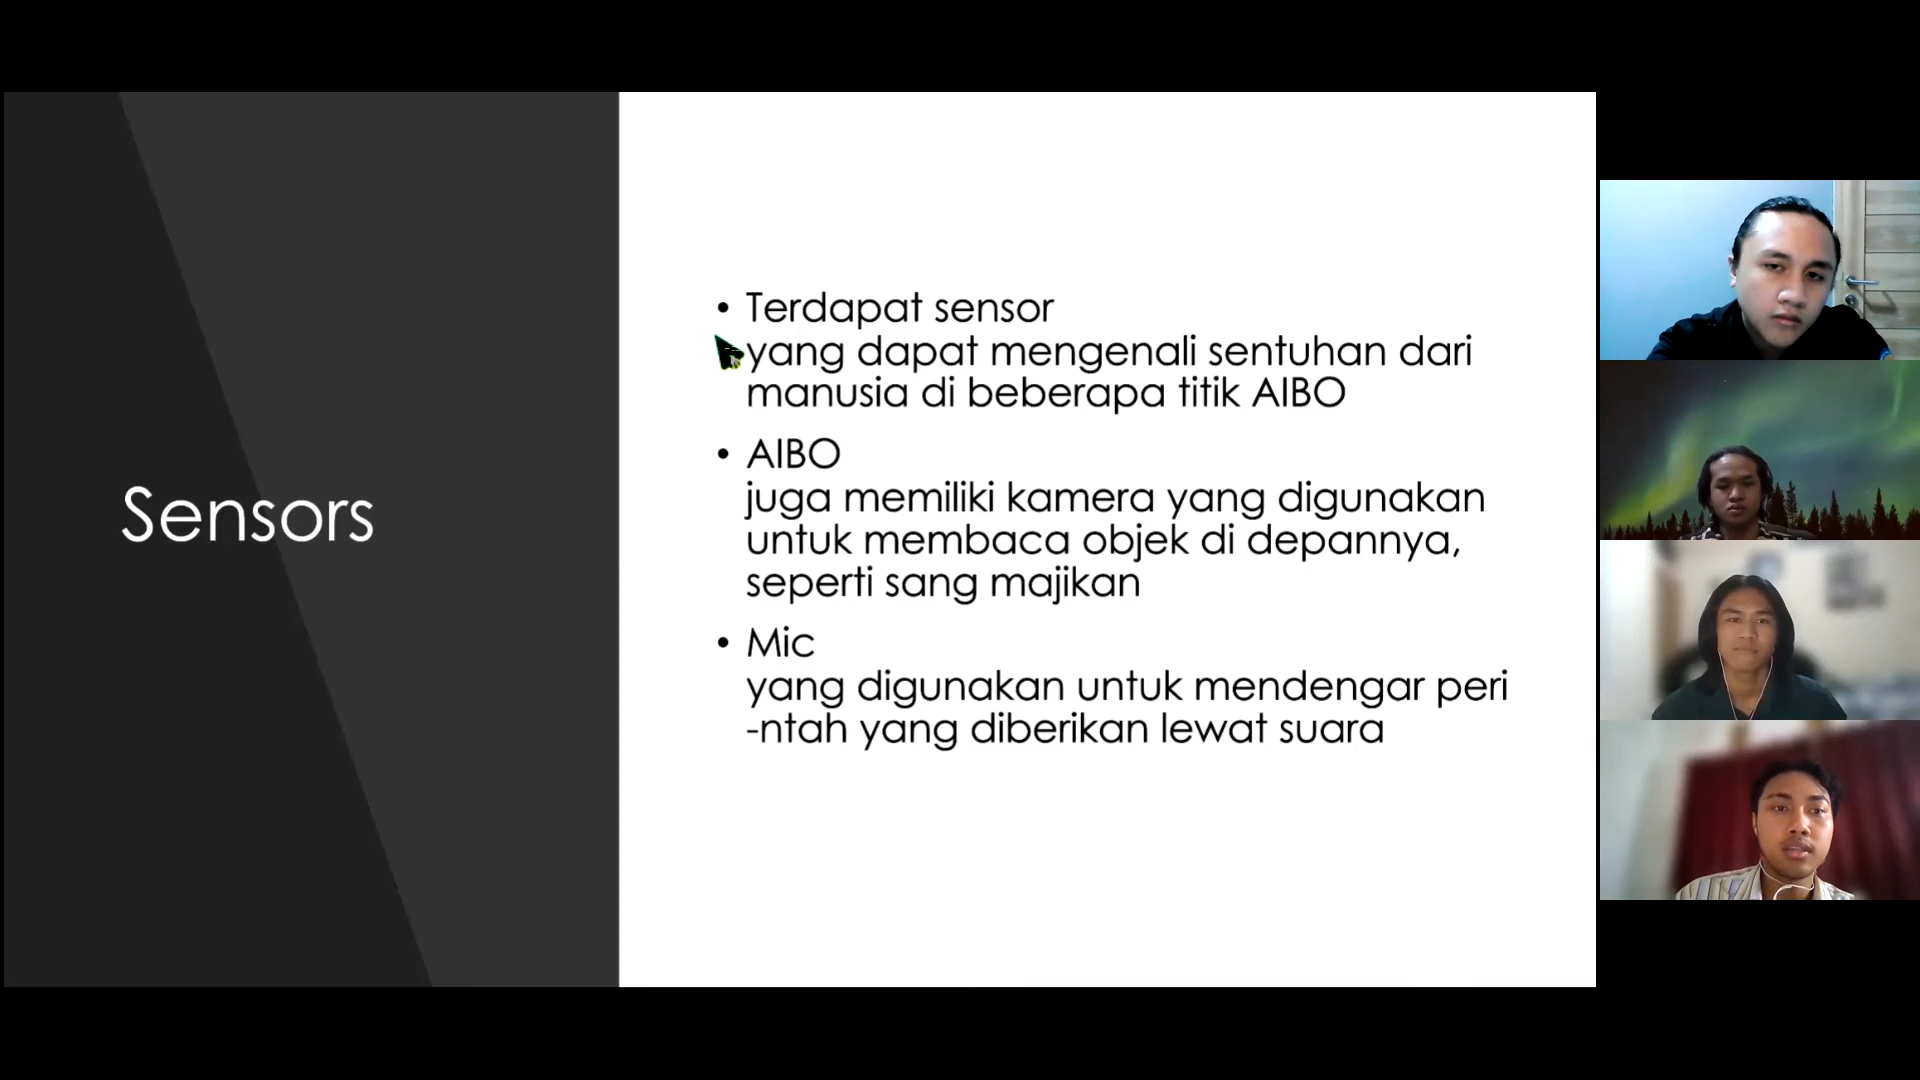 Sensors
• Terdapat sensor
yang dapat mengenali sentuhan dari
manusia di beberapa titik AIBO
• AIBO
juga memiliki kamera yang digunakan
untuk membaca objek di depannya,
seperti sang majikan
• Mic
yang digunakan untuk mendengar peri
-ntah yang diberikan lewat suara